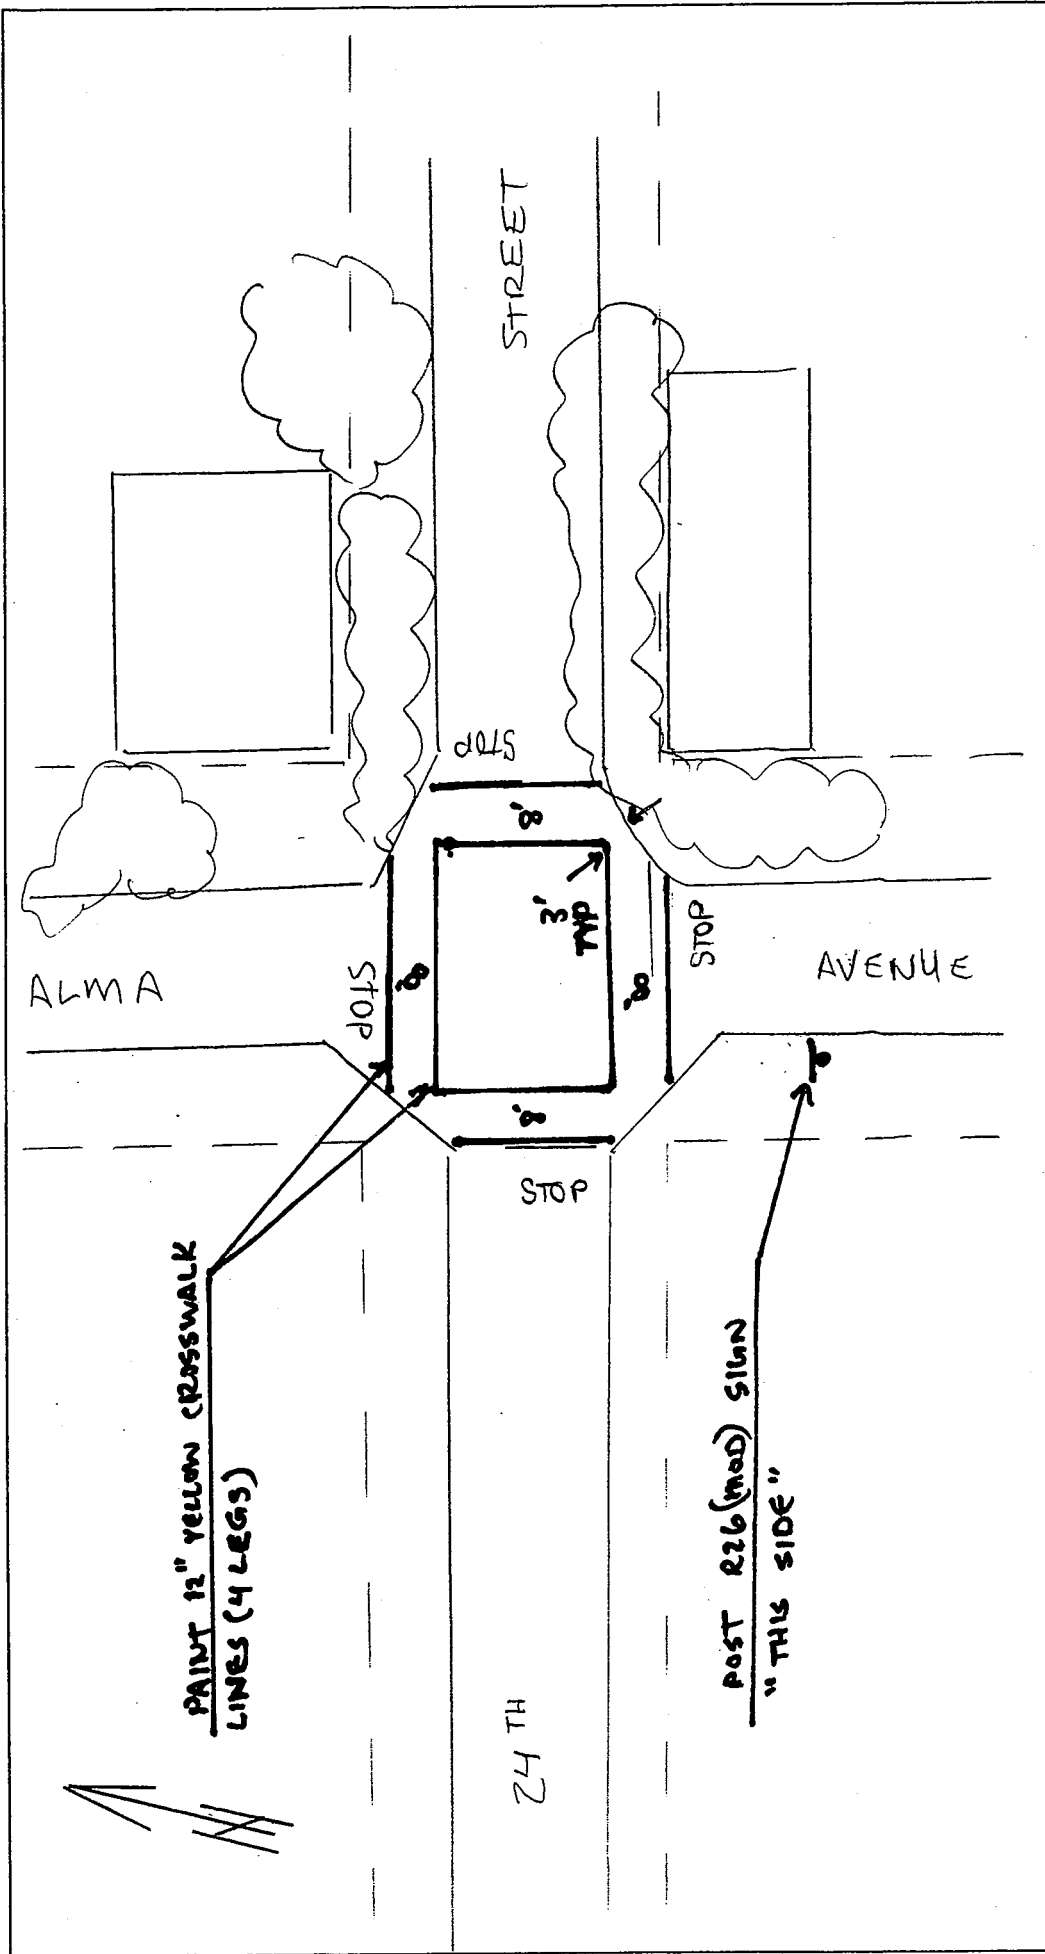 PAINT 12" YELLOW CROSSWALK
LINES (4 LEGS)
POST R26(MOD) SIGN
"THIS SIDE"
24TH
STREET
ALMA
AVENUE
STOP
STOP
STOP
STOP
8'
8'
8'
8'
3'
TYP